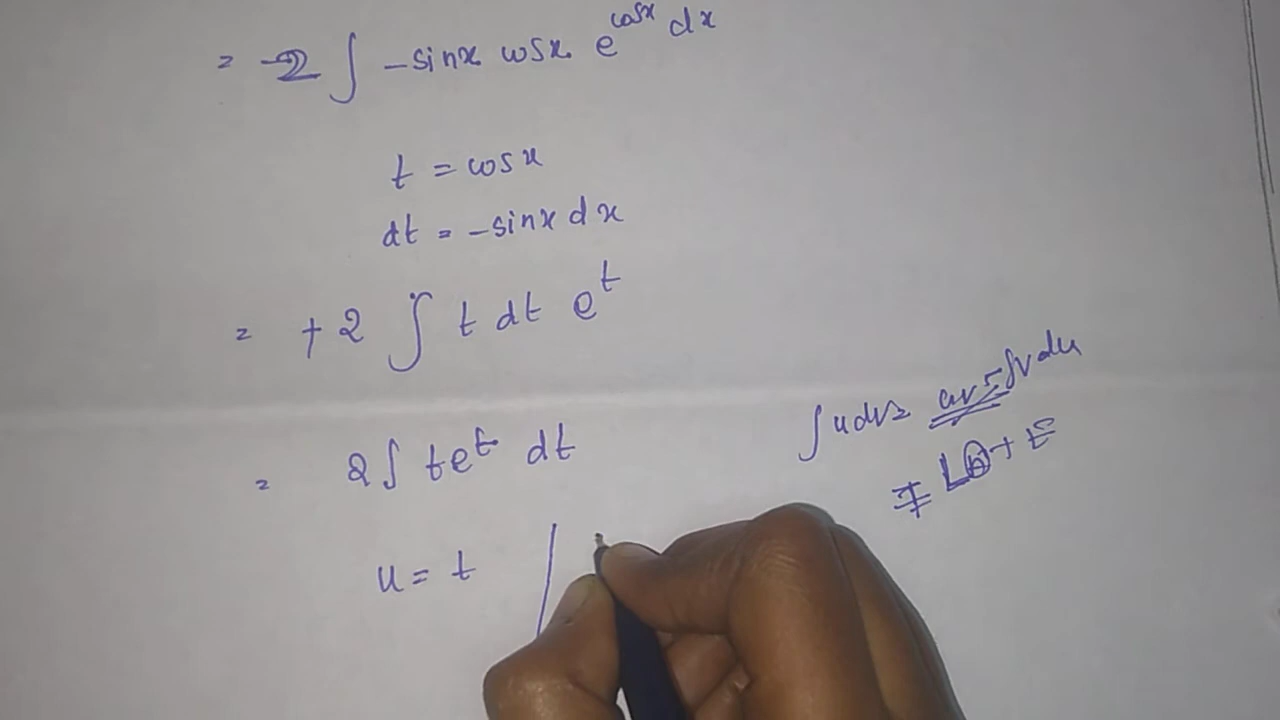 = -2 ∫ -sinx cosx. e^cosx dx
t = cosx
dt = -sinx dx
= +2 ∫ t dt e^t
= 2 ∫ te^t dt
∫udv= uv-∫vdu
u = t